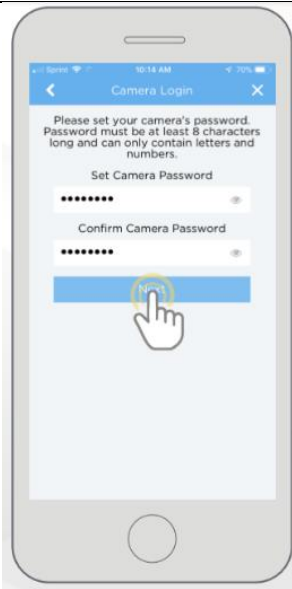 Sprint 10:14 AM 70%
Camera Login
Please set your camera's password.
Password must be at least 8 characters
long and can only contain letters and
numbers.
Set Camera Password
••••••••
Confirm Camera Password
••••••••
Next